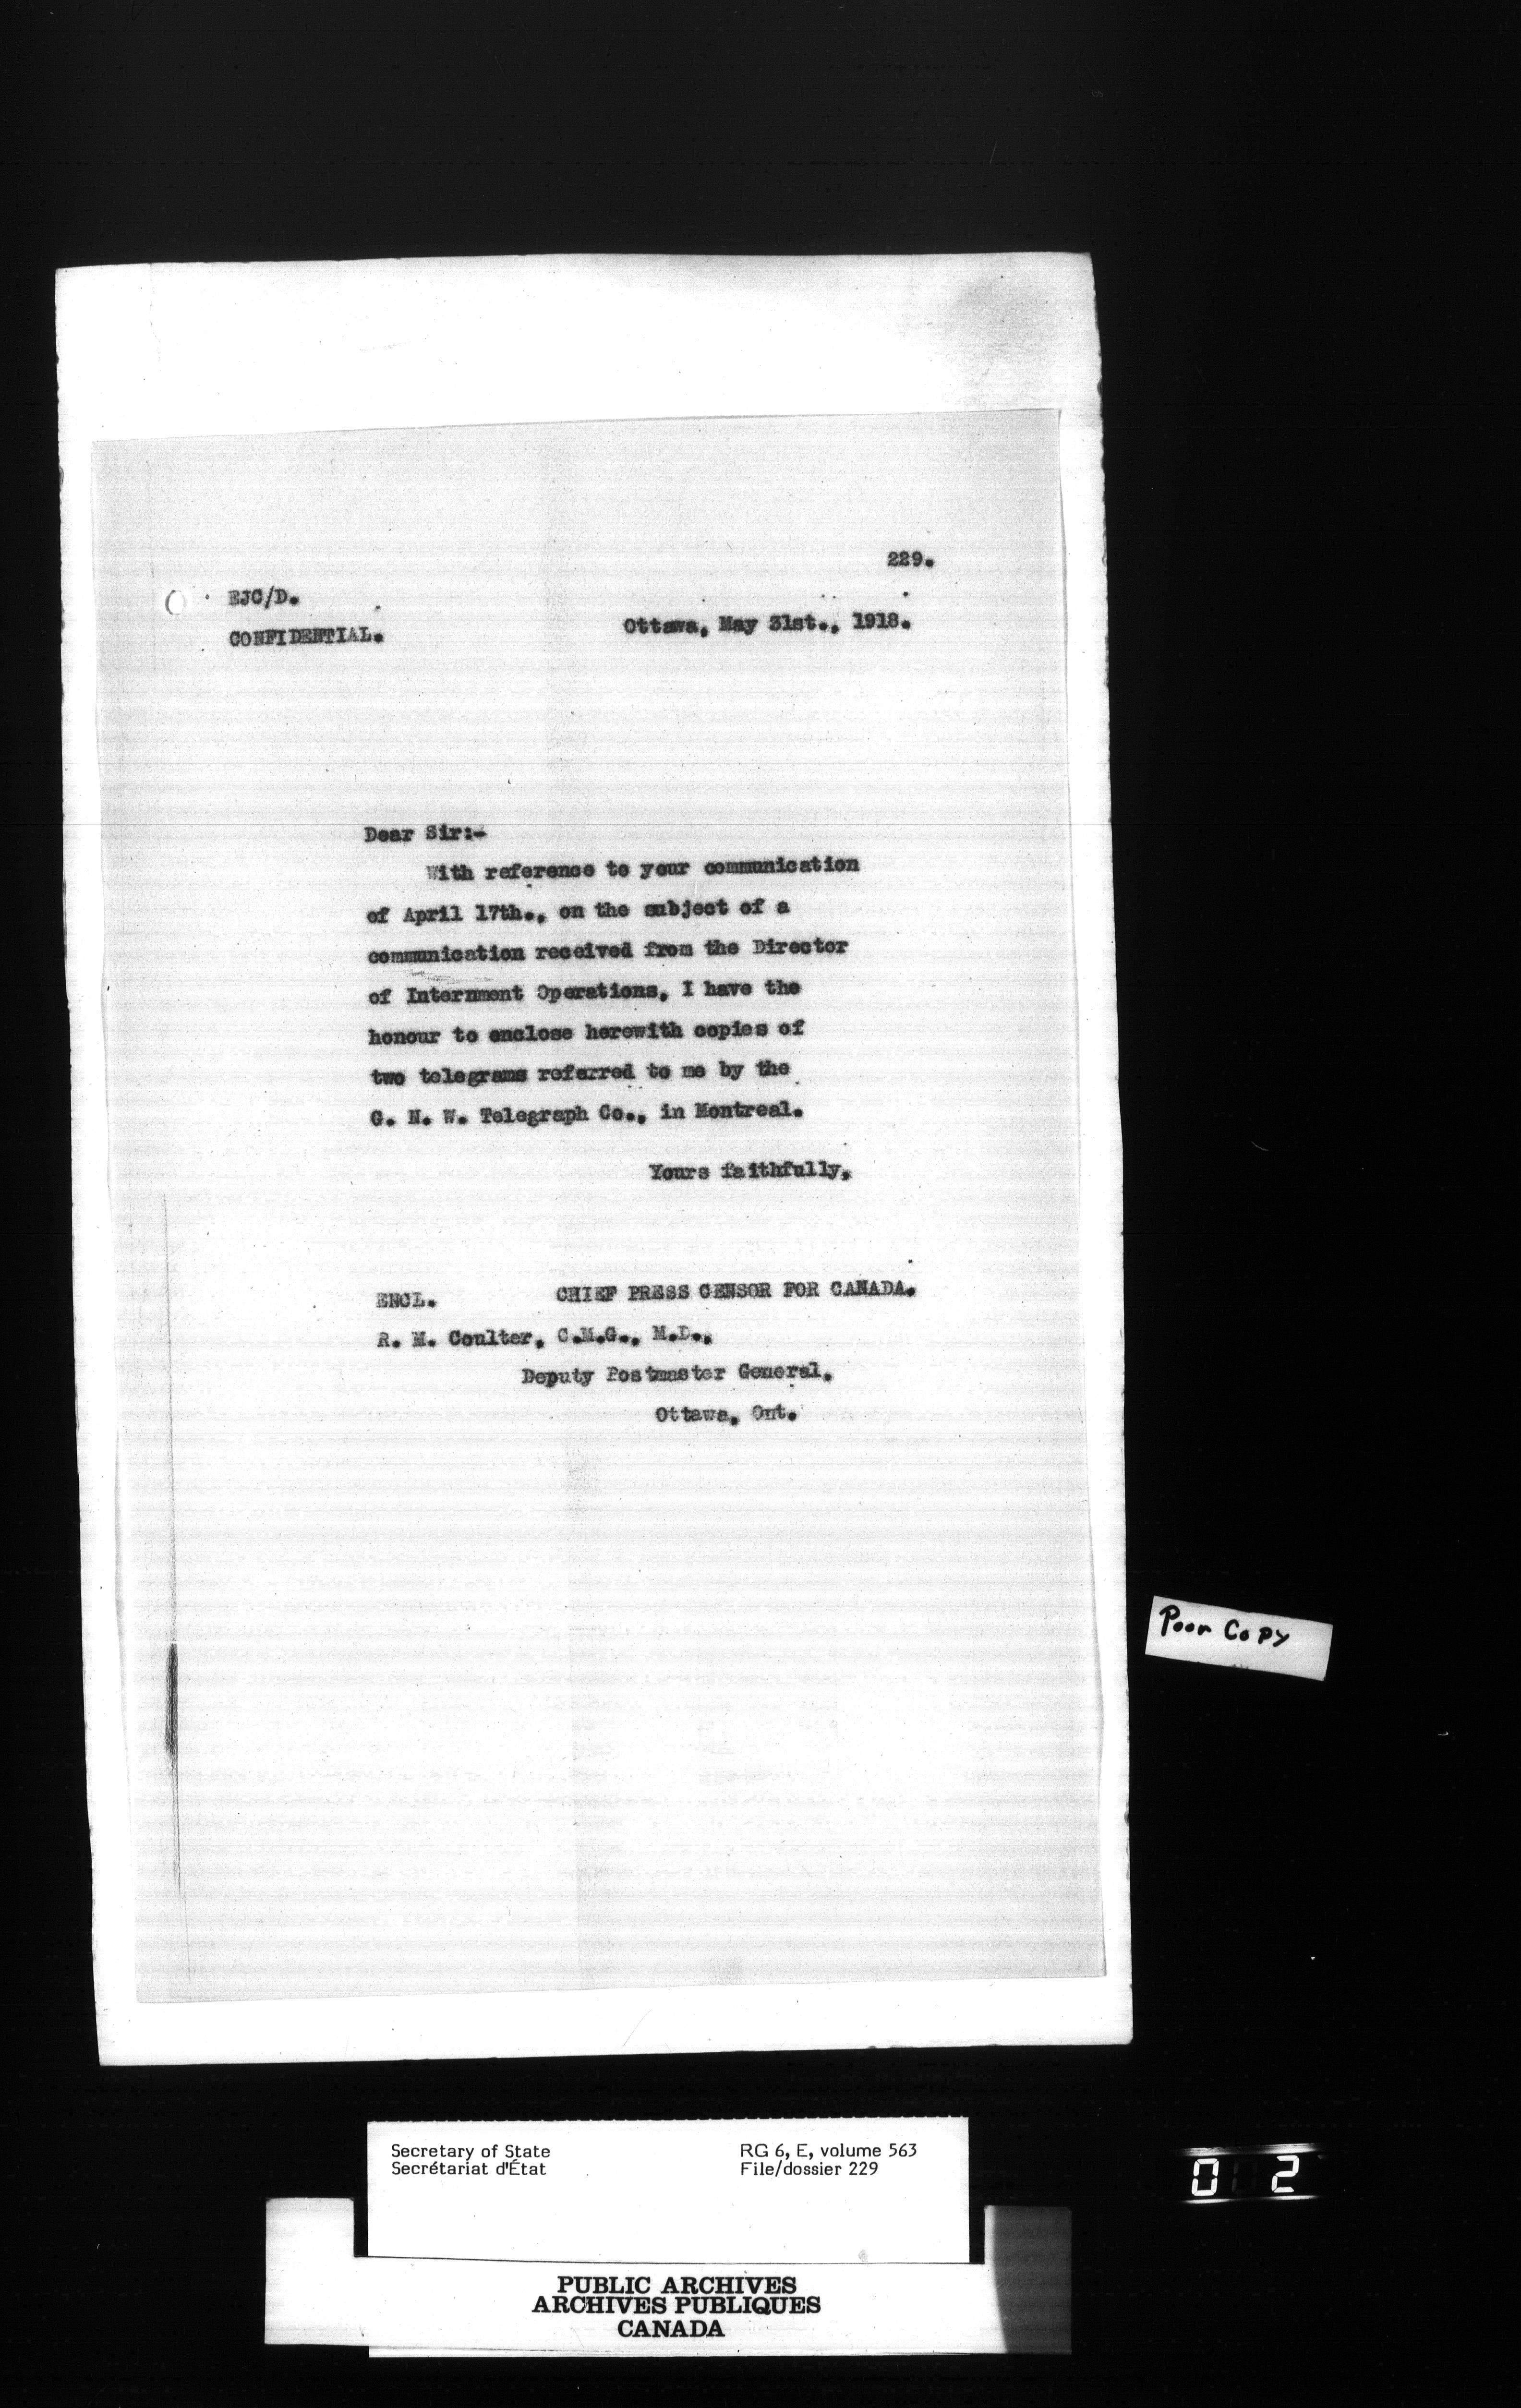 229.
EJC/D.
CONFIDENTIAL.
Ottawa, May 31st., 1918.
Dear Sir:-
With reference to your communication
of April 17th., on the subject of a
communication received from the Director
of Internment Operations, I have the
honour to enclose herewith copies of
two telegrams referred to me by the
G. N. W. Telegraph Co., in Montreal.
Yours faithfully,
CHIEF PRESS CENSOR FOR CANADA.
ENCL.
R. M. Coulter, C.M.G., M.D.,
Deputy Postmaster General,
Ottawa, Ont.
Poor Copy
Secretary of State
Secrétariat d'État
RG 6, E, volume 563
File/dossier 229
0 2
PUBLIC ARCHIVES
ARCHIVES PUBLIQUES
CANADA